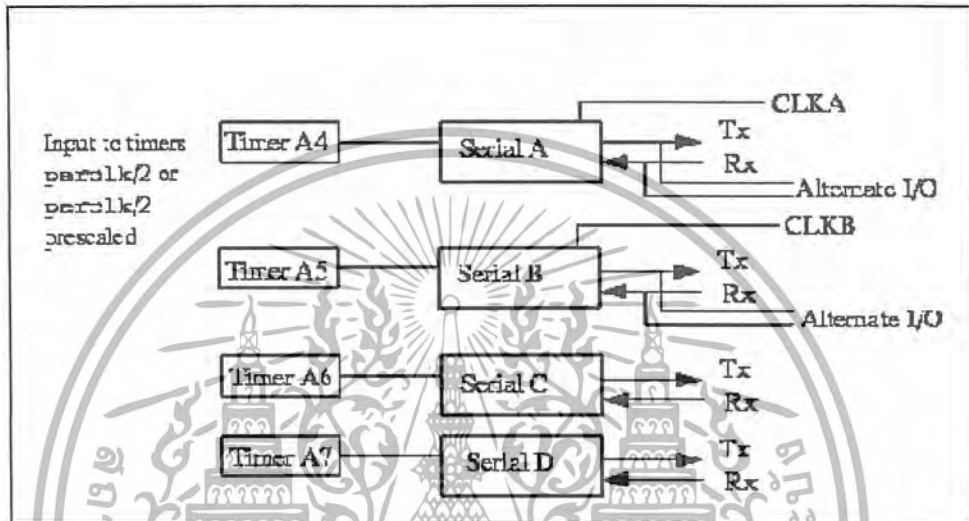 CLKA
Input to timers
perclk/2 or
perclk/2
prescaled
Timer A4
Serial A
Tx
Rx
Alternate I/O
CLKB
Timer A5
Serial B
Tx
Rx
Alternate I/O
Timer A6
Serial C
Tx
Rx
Timer A7
Serial D
Tx
Rx